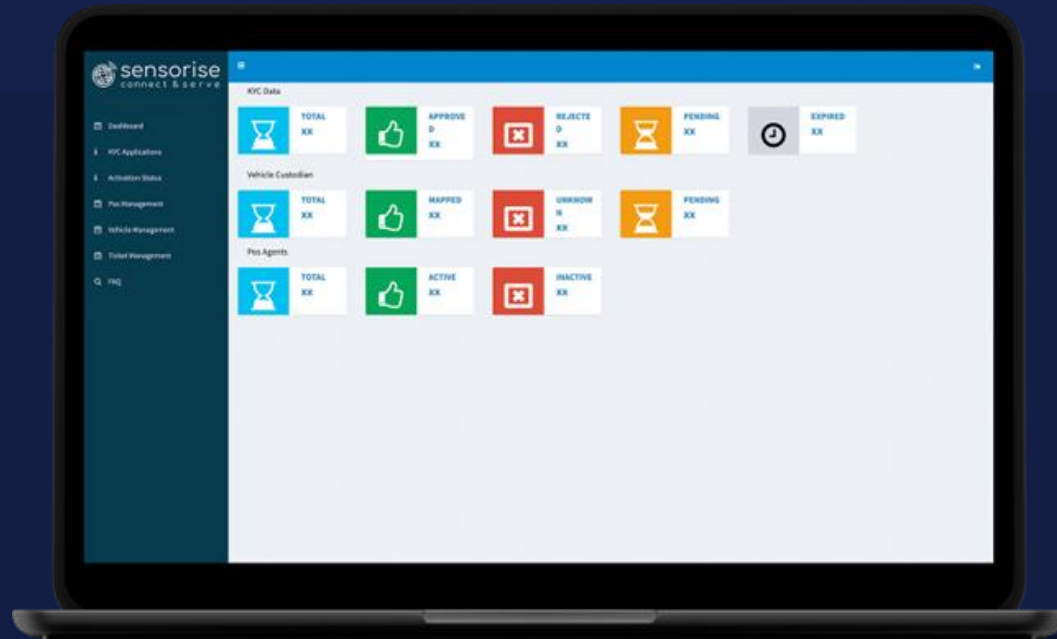 sensorise
connect & serve
Dashboard
KYC Applications
Activation Status
Pos Management
Vehicle Management
Ticket Management
FAQ
KYC Data
TOTAL
XX
APPROVE
D
XX
REJECTE
D
XX
PENDING
XX
EXPIRED
XX
Vehicle Custodian
TOTAL
XX
MAPPED
XX
UNKNOW
N
XX
PENDING
XX
Pos Agents
TOTAL
XX
ACTIVE
XX
INACTIVE
XX